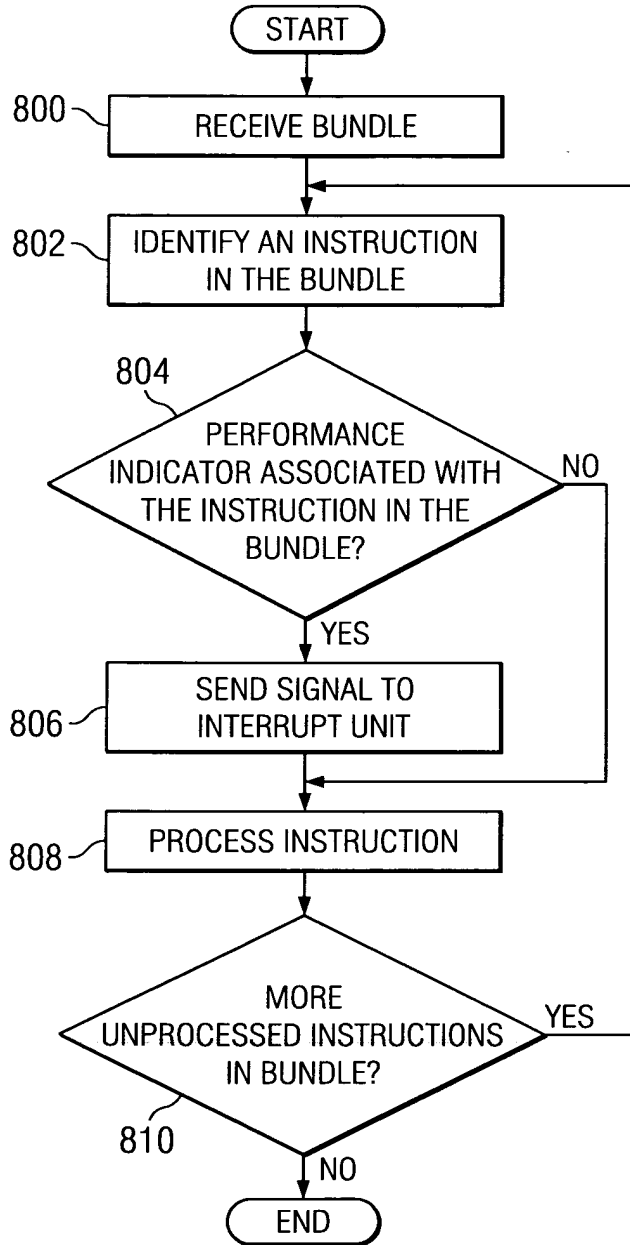 START
800
RECEIVE BUNDLE
802
IDENTIFY AN INSTRUCTION
IN THE BUNDLE
804
PERFORMANCE
INDICATOR ASSOCIATED WITH
THE INSTRUCTION IN THE
BUNDLE?
NO
YES
806
SEND SIGNAL TO
INTERRUPT UNIT
808
PROCESS INSTRUCTION
MORE
UNPROCESSED INSTRUCTIONS
IN BUNDLE?
YES
810
NO
END